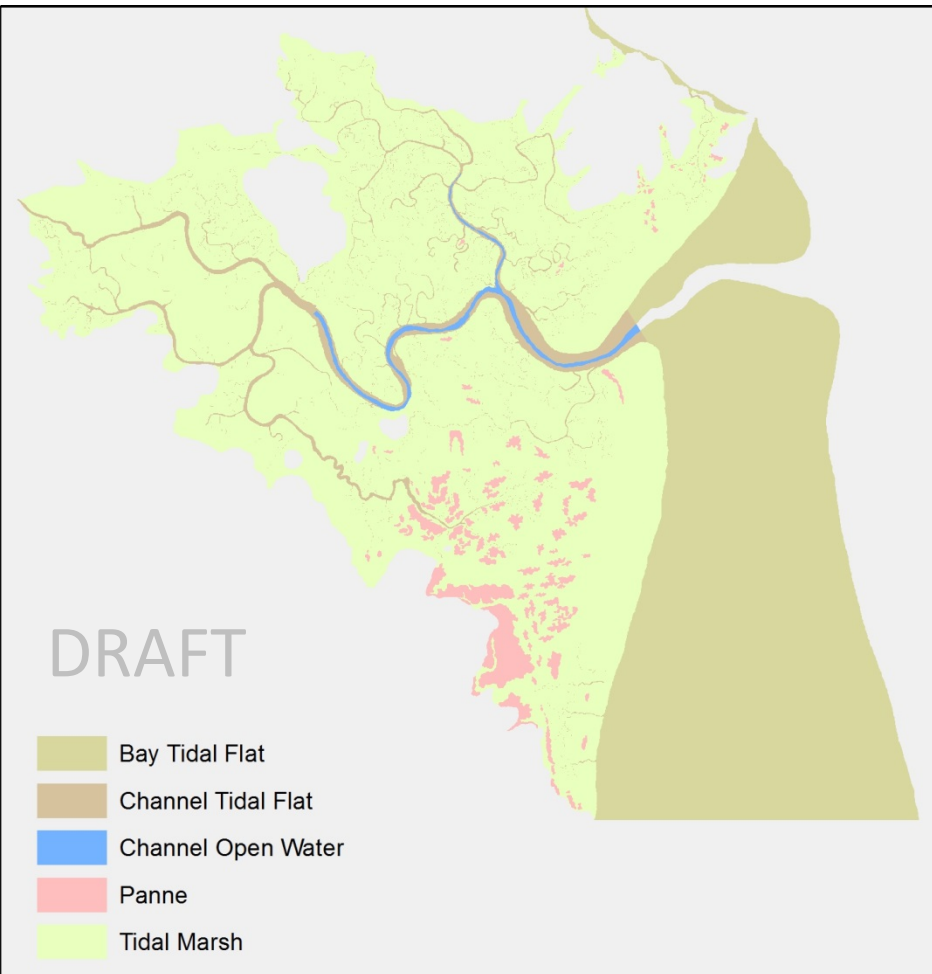 DRAFT
Bay Tidal Flat
Channel Tidal Flat
Channel Open Water
Panne
Tidal Marsh